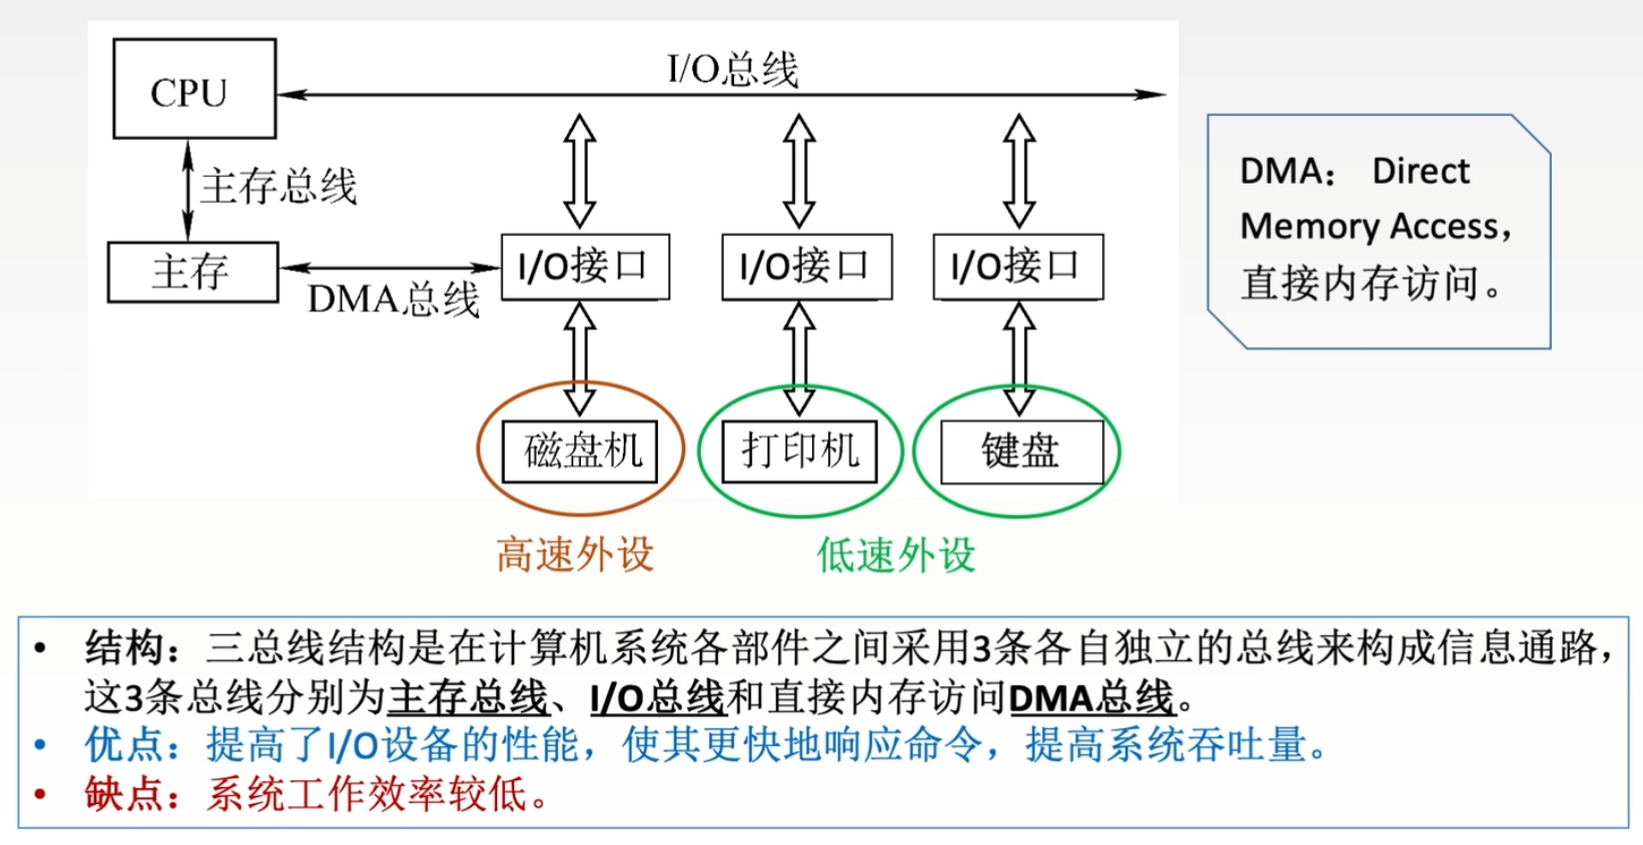 I/O总线
CPU
主存总线
DMA： Direct
Memory Access，
直接内存访问。
主存
DMA总线
I/O接口
I/O接口
I/O接口
磁盘机
打印机
键盘
高速外设
低速外设
• 结构：三总线结构是在计算机系统各部件之间采用3条各自独立的总线来构成信息通路，
这3条总线分别为主存总线、I/O总线和直接内存访问DMA总线。
• 优点：提高了I/O设备的性能，使其更快地响应命令，提高系统吞吐量。
• 缺点：系统工作效率较低。